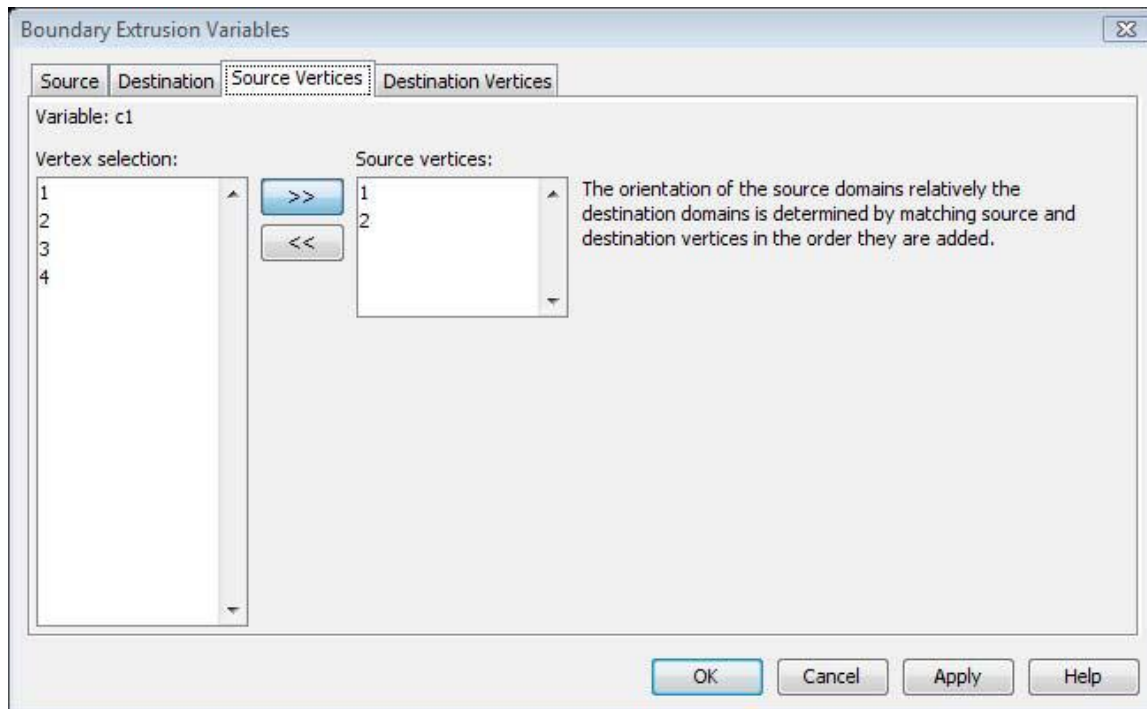 Boundary Extrusion Variables
Source Destination Source Vertices Destination Vertices
Variable: c1
Vertex selection:
1
2
3
4
>>
<<
Source vertices:
1
2
The orientation of the source domains relatively the
destination domains is determined by matching source and
destination vertices in the order they are added.
OK Cancel Apply Help